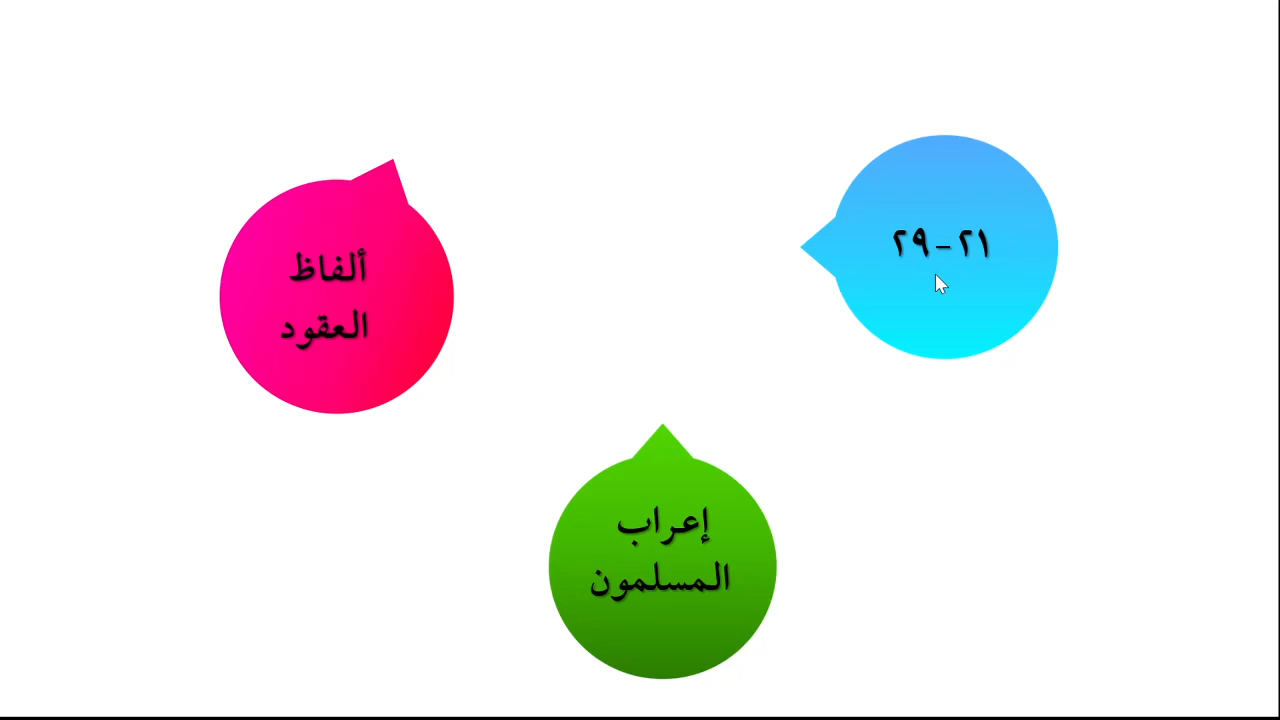 ٢١-٢٩
ألفاظ
العقود
إعراب
المسلمون